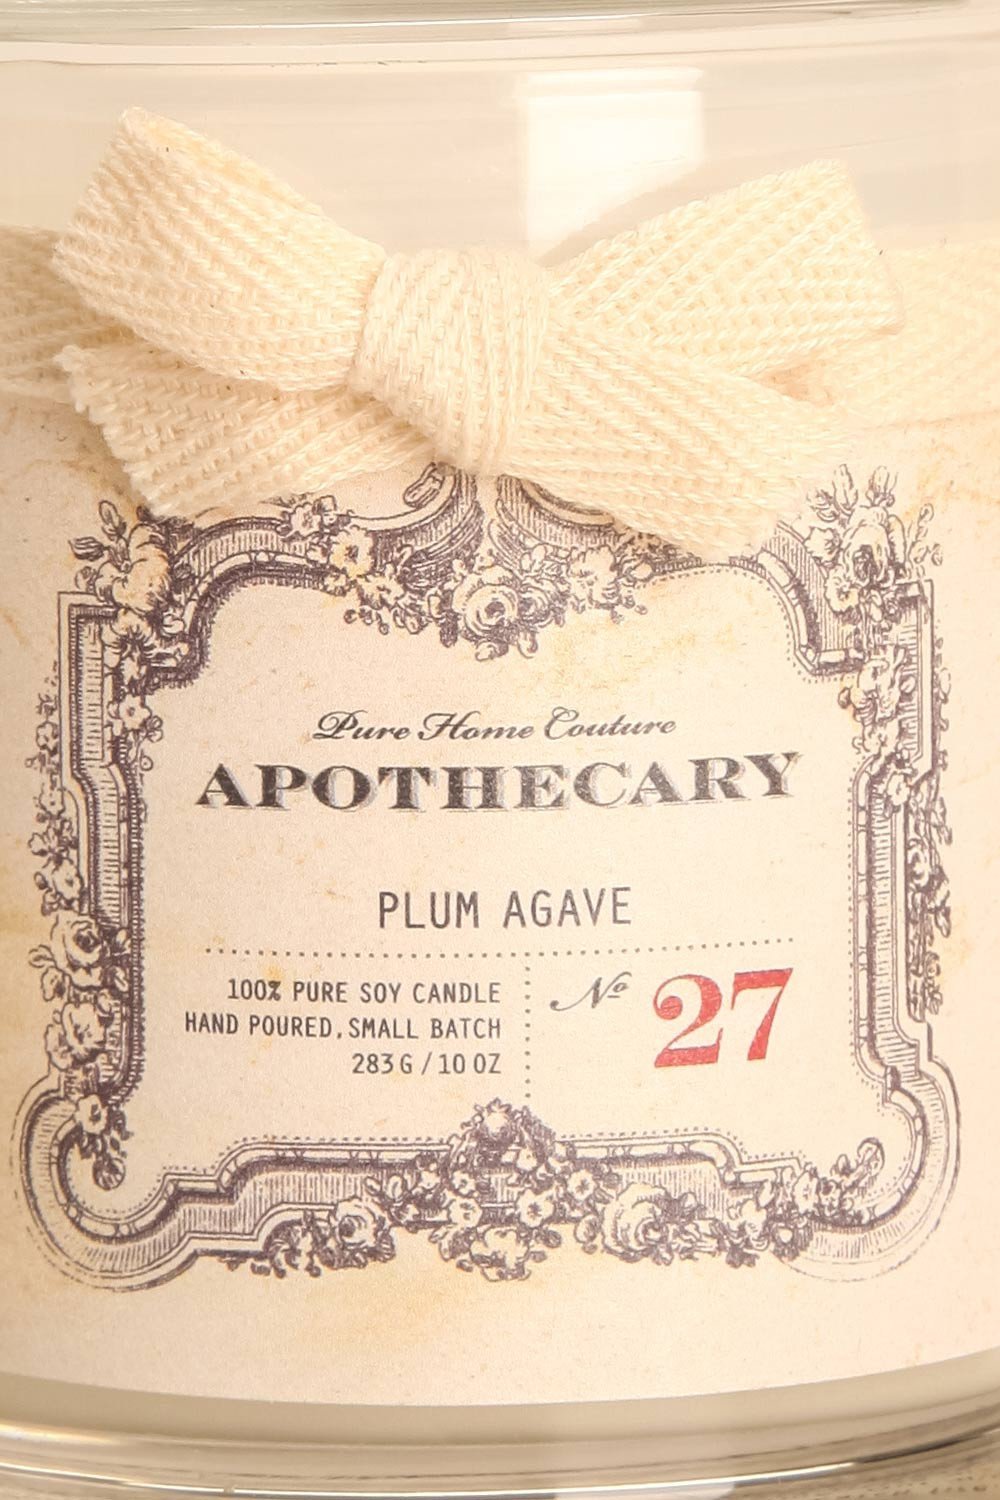 Pure Home Couture
APOTHECARY
PLUM AGAVE
100% PURE SOY CANDLE
HAND POURED, SMALL BATCH
283 G / 10 OZ
No 27